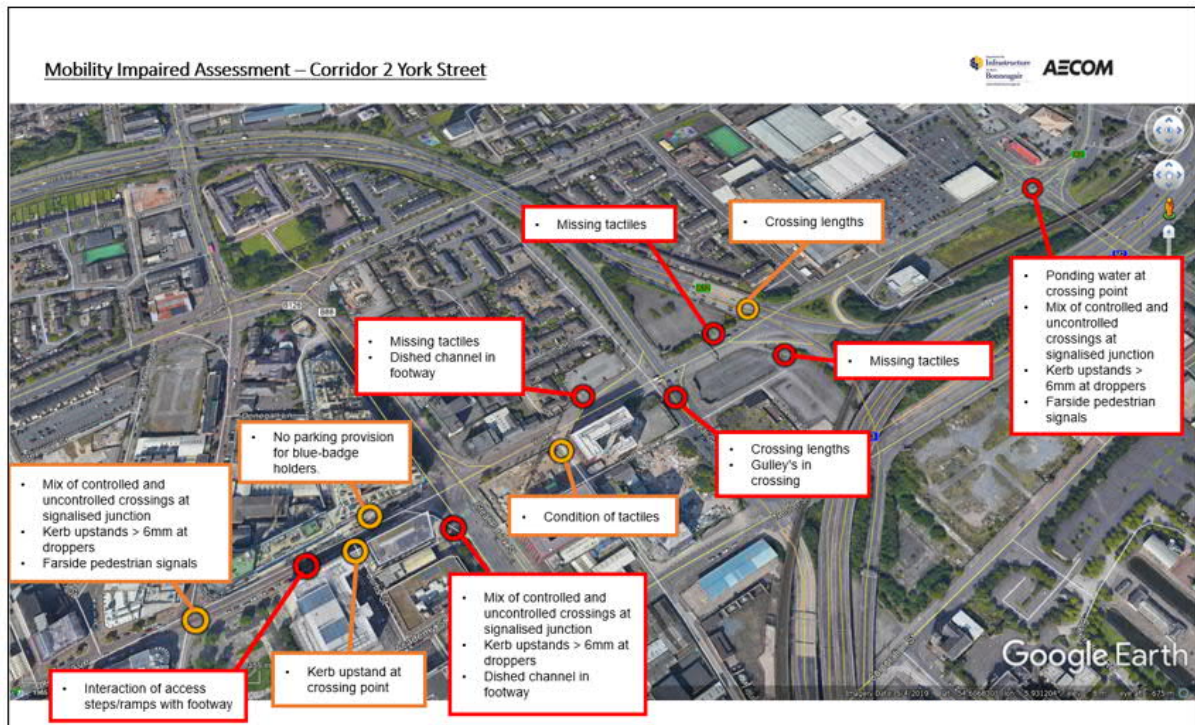 Mobility Impaired Assessment – Corridor 2 York Street
Infrastructure
Bonneagair
AECOM
• Missing tactiles
• Crossing lengths
• Ponding water at
crossing point
• Mix of controlled and
uncontrolled
crossings at
signalised junction
• Kerb upstands >
6mm at droppers
• Farside pedestrian
signals
• Missing tactiles
• Dished channel in
footway
• Missing tactiles
• No parking provision
for blue-badge
holders.
• Crossing lengths
• Gulley's in
crossing
• Mix of controlled and
uncontrolled crossings at
signalised junction
• Kerb upstands > 6mm at
droppers
• Farside pedestrian signals
• Condition of tactiles
• Mix of controlled and
uncontrolled crossings at
signalised junction
• Kerb upstands > 6mm at
droppers
• Dished channel in
footway
• Kerb upstand at
crossing point
• Interaction of access
steps/ramps with footway
Google Earth